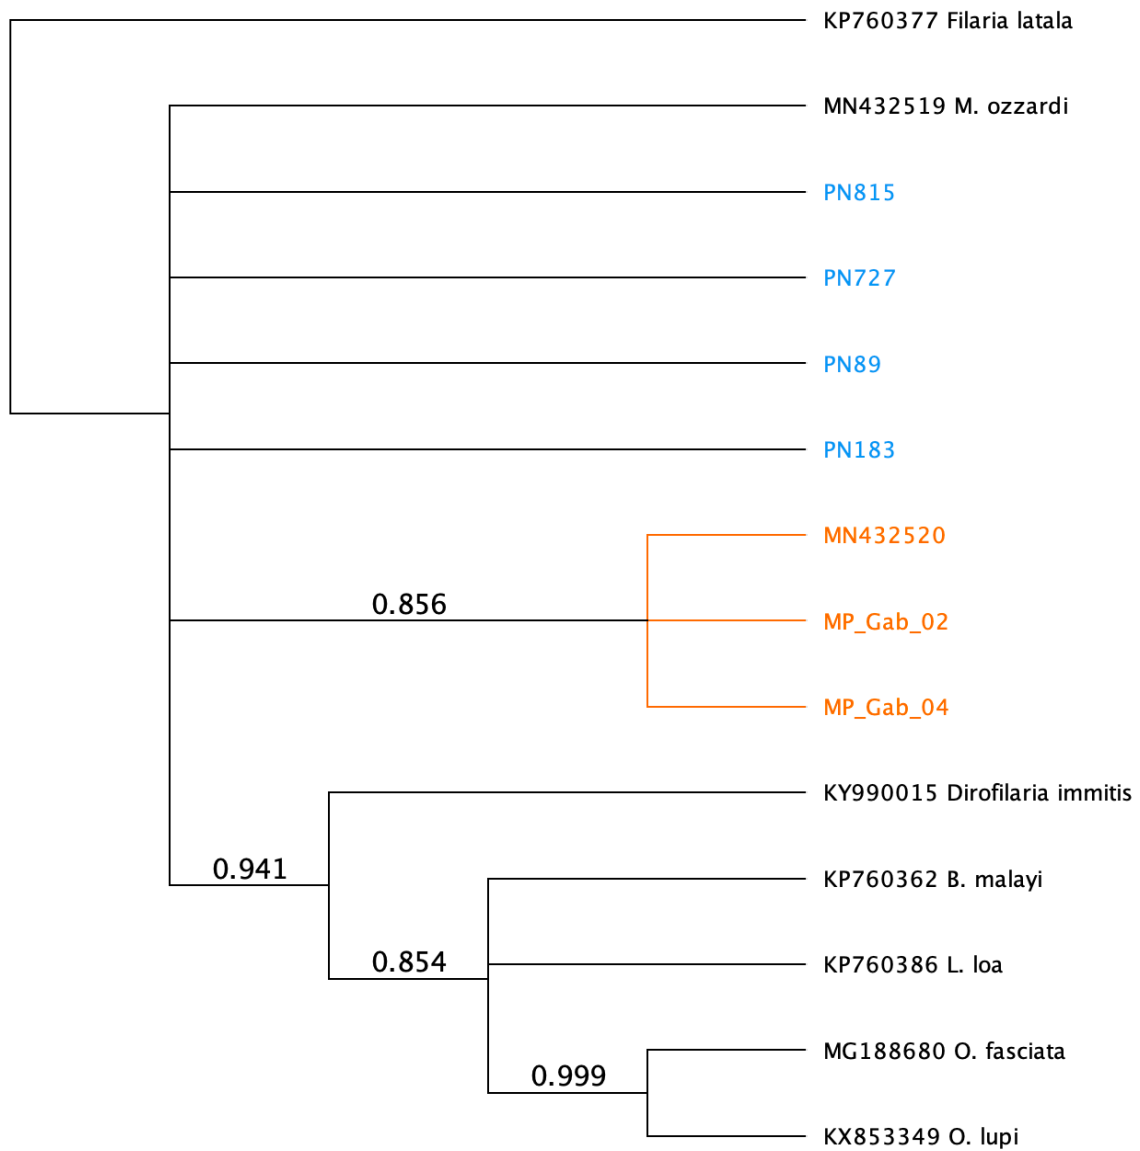 KP760377 Filaria latala
MN432519 M. ozzardi
PN815
PN727
PN89
PN183
MN432520
0.856
MP_Gab_02
MP_Gab_04
KY990015 Dirofilaria immitis
0.941
KP760362 B. malayi
0.854
KP760386 L. loa
MG188680 O. fasciata
0.999
KX853349 O. lupi